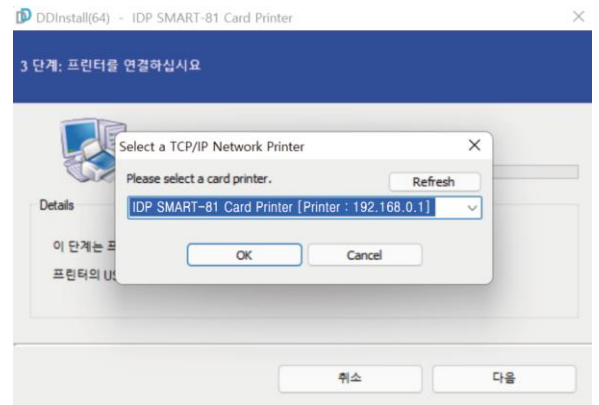 DDInstall(64) - IDP SMART-81 Card Printer
3 단계: 프린터를 연결하십시요
Select a TCP/IP Network Printer
Please select a card printer.
Refresh
IDP SMART-81 Card Printer [Printer : 192.168.0.1]
OK Cancel
Details
이 단계는
프린터의
취소 다음